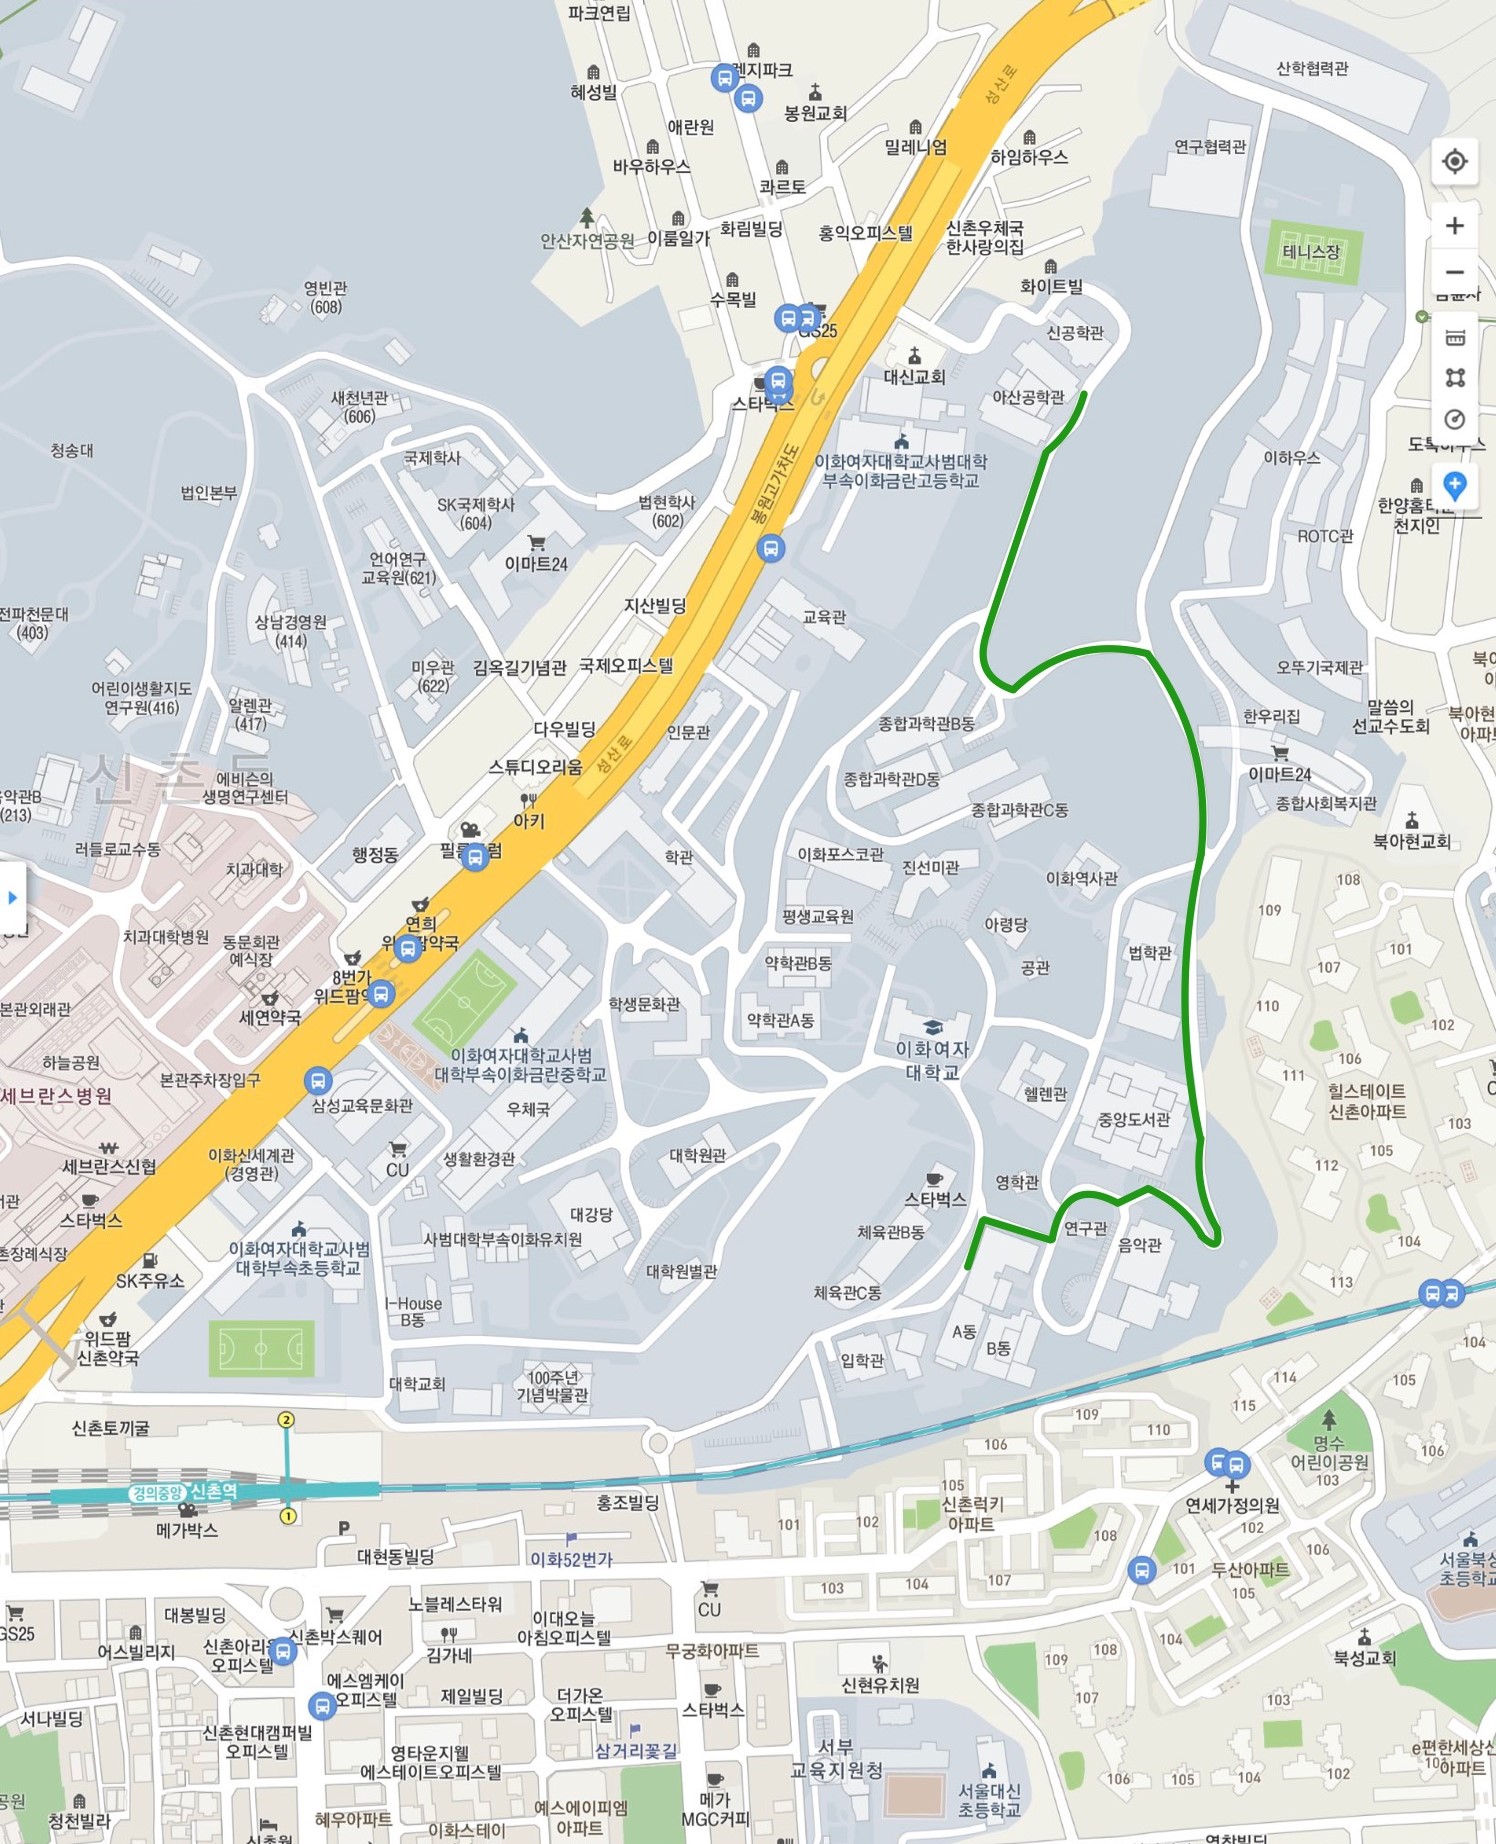 파크연립
렌지파크
혜성빌
봉원교회
애란원
밀레니엄
하임하우스
바우하우스
콰르토
성산로
산학협력관
연구협력관
테니스장
안산자연공원
이룸일가
화림빌딩
홍익오피스텔
신촌우체국
한사랑의집
영빈관
(608)
수목빌
화이트빌
GS25
신공학관
대신교회
아산공학관
새천년관
(606)
스타벅스
청송대
국제학사
법인본부
SK국제학사
(604)
법현학사
(602)
봉원고가차도
이화여자대학교사범대학
부속이화금란고등학교
이하우스
한양홈타운
천지인
ROTC관
언어연구
교육원(621)
이마트24
전파천문대
(403)
상남경영원
(414)
지산빌딩
교육관
미우관
(622)
김옥길기념관
국제오피스텔
어린이생활지도
연구원(416)
알렌관
(417)
다우빌딩
인문관
종합과학관B동
오뚜기국제관
한우리집
말씀의
선교수도회
신촌동
에비슨의
생명연구센터
스튜디오리움
성산로
종합과학관D동
종합과학관C동
이마트24
종합사회복지관
북아현교회
(213)
아키
러들로교수동
행정동
치과대학
학관
이화포스코관
진선미관
이화역사관
108
109
연희
위드팜약국
평생교육원
아령당
치과대학병원
동문회관
예식장
8번가
약학관B동
공관
법학관
101
107
110
본관외래관
세연약국
학생문화관
약학관A동
102
이화여자
대학교
106
하늘공원
이화여자대학교사범
대학부속이화금란중학교
본관주차장입구
세브란스병원
삼성교육문화관
우체국
헬렌관
중앙도서관
111
힐스테이트
신촌아파트
103
세브란스신협
이화신세계관
(경영관)
CU
생활환경관
대학원관
105
112
스타벅스
영학관
스타벅스
대강당
체육관B동
연구관
음악관
104
이화여자대학교사범
대학부속초등학교
사범대학부속이화유치원
SK주유소
대학원별관
체육관C동
113
I-House
B동
위드팜
신촌약국
A동
B동
입학관
104
대학교회
100주년
기념박물관
114
105
115
신촌토끼굴
2
109
110
명수
어린이공원
106
106
103
경의중앙 신촌역
105
신촌럭키
아파트
연세가정의원
홍조빌딩
메가박스
1
P
101
102
108
102
대현동빌딩
이화52번가
106
101
두산아파트
105
103
104
107
노블레스타워
CU
대봉빌딩
신촌박스퀘어
이대오늘
아침오피스텔
GS25
어스빌리지
오피스텔
김가네
무궁화아파트
104
108
109
북성교회
신현유치원
에스엠케이
오피스텔
제일빌딩
더가온
오피스텔
스타벅스
107
103
서나빌딩
신촌현대캠퍼빌
오피스텔
삼거리꽃길
영타운지웰
에스테이트오피스텔
서부
교육지원청
메가
MGC커피
서울대신
초등학교
106
105
104
102
청천빌라
혜우아파트
이화스테이
예스에이피엠
아파트